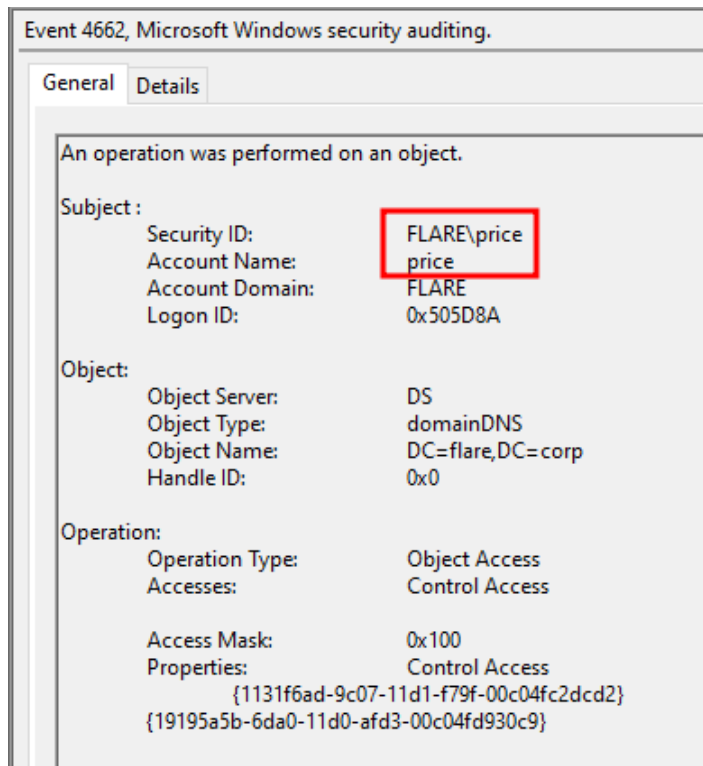 Event 4662, Microsoft Windows security auditing.
General Details
An operation was performed on an object.
Subject :
Security ID: FLARE\price
Account Name: price
Account Domain: FLARE
Logon ID: 0x505D8A
Object:
Object Server: DS
Object Type: domainDNS
Object Name: DC=flare,DC=corp
Handle ID: 0x0
Operation:
Operation Type: Object Access
Accesses: Control Access
Access Mask: 0x100
Properties: Control Access
{1131f6ad-9c07-11d1-f79f-00c04fc2dcd2}
{19195a5b-6da0-11d0-afd3-00c04fd930c9}